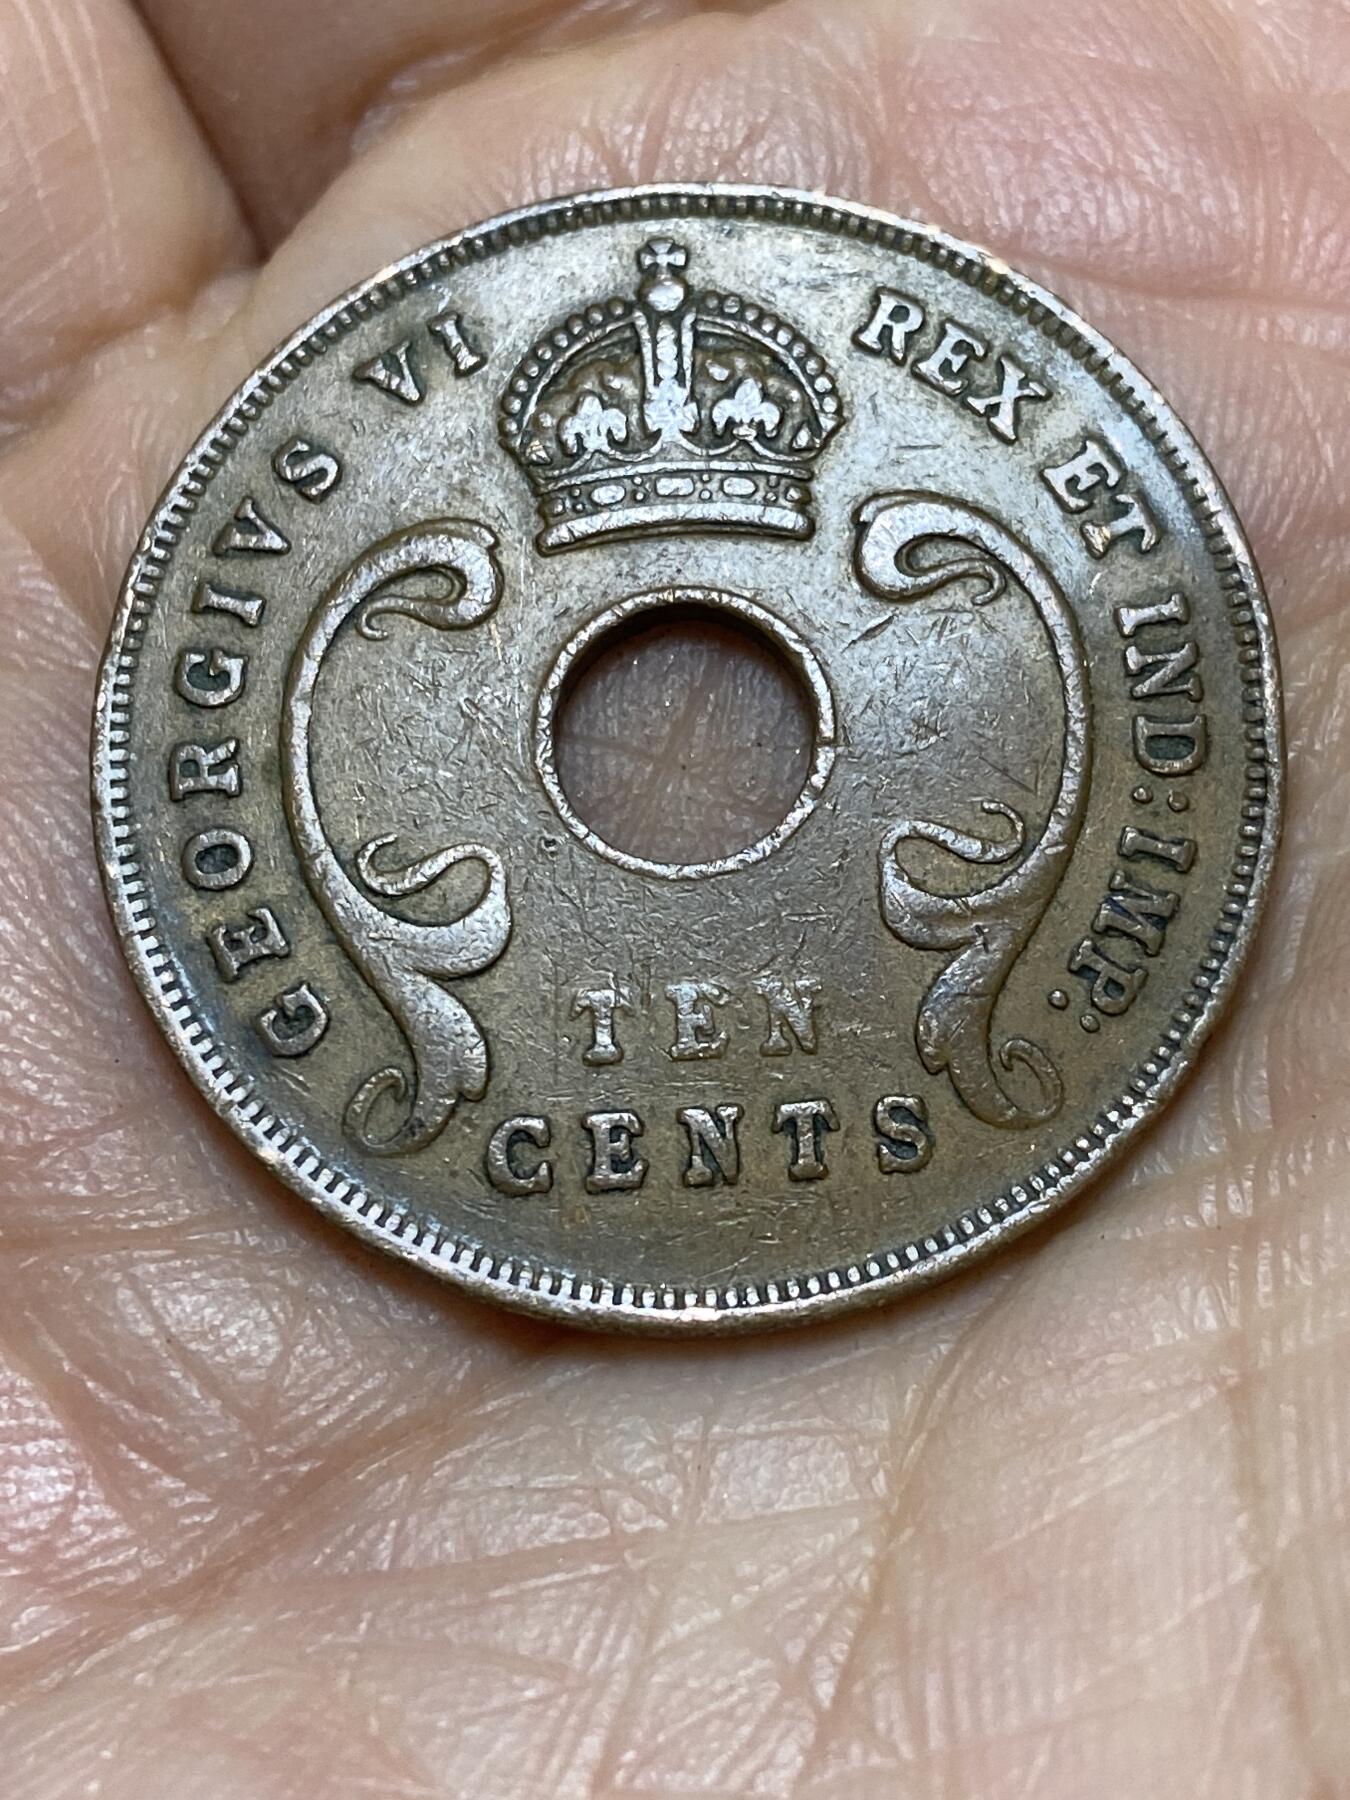 GEORGIVS VI REX ET IND:IMP:
TEN
CENTS